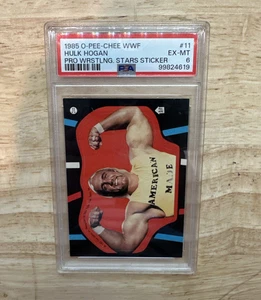 1985 O-PEE-CHEE WWF #11
HULK HOGAN EX-MT
PRO WRSTLNG. STARS STICKER 6
PSA 99824619
AMERICAN
MADE